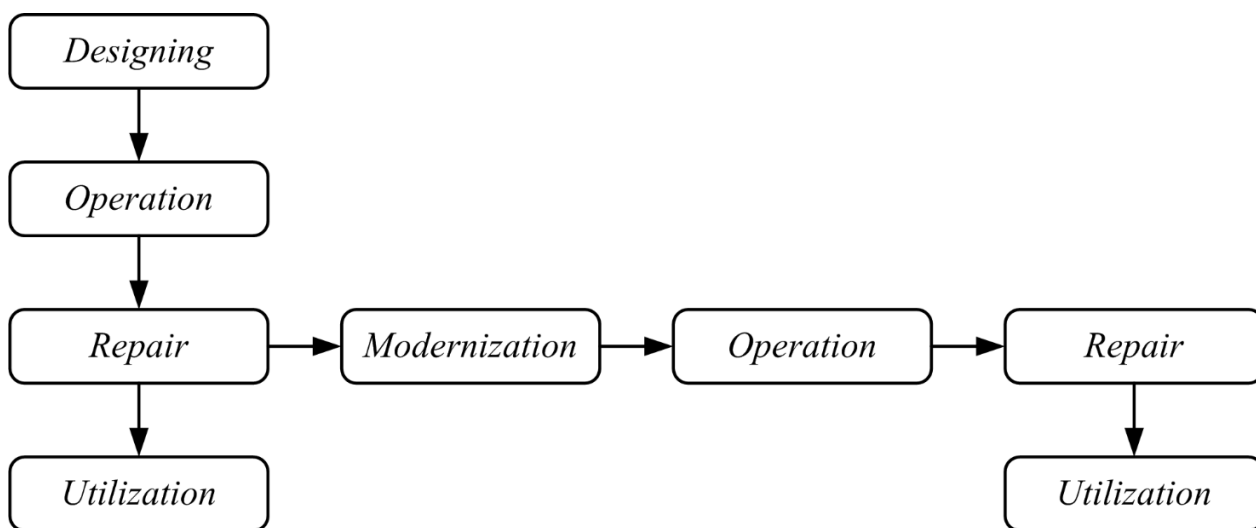 Designing
Operation
Repair
Modernization
Operation
Repair
Utilization
Utilization